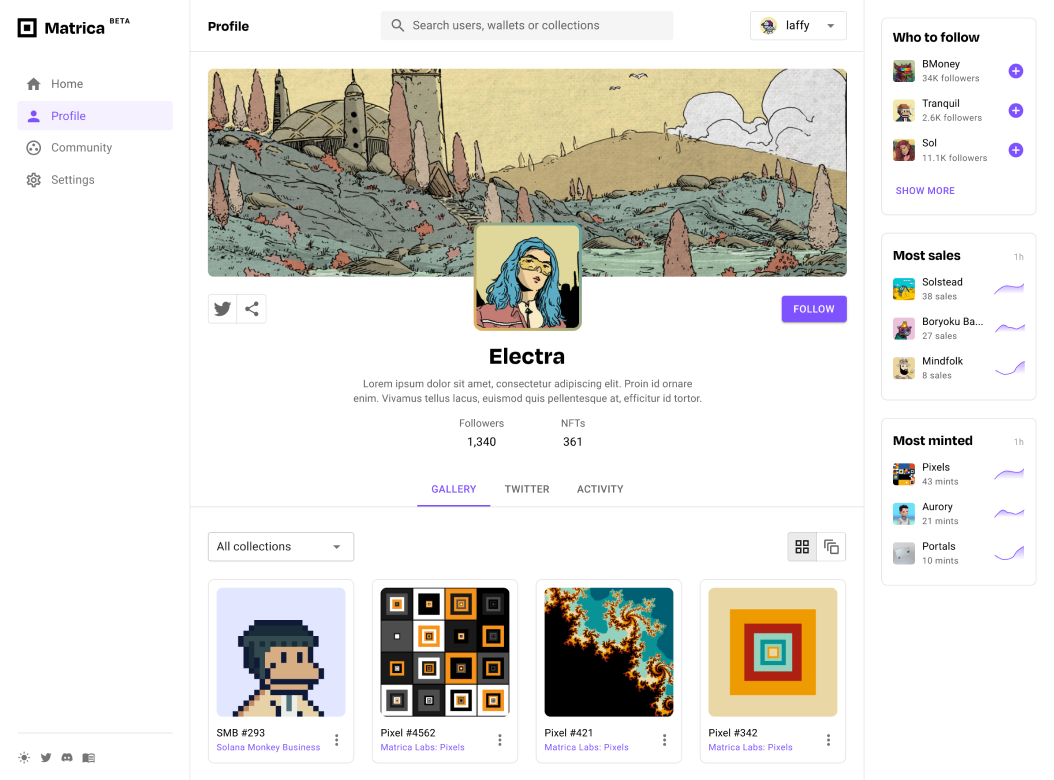 Matrica BETA
Home
Profile
Community
Settings
Profile
Search users, wallets or collections
laffy
FOLLOW
Electra
Lorem ipsum dolor sit amet, consectetur adipiscing elit. Proin id ornare
enim. Vivamus tellus lacus, euismod quis pellentesque at, efficitur id tortor.
Followers NFTs
1,340 361
GALLERY TWITTER ACTIVITY
All collections
SMB #293
Solana Monkey Business
Pixel #4562
Matrica Labs: Pixels
Pixel #421
Matrica Labs: Pixels
Pixel #342
Matrica Labs: Pixels
Who to follow
BMoney
34K followers
Tranquil
2.6K followers
Sol
11.1K followers
SHOW MORE
Most sales 1h
Solstead
38 sales
Boryoku Ba...
27 sales
Mindfolk
8 sales
Most minted 1h
Pixels
43 mints
Aurory
21 mints
Portals
10 mints